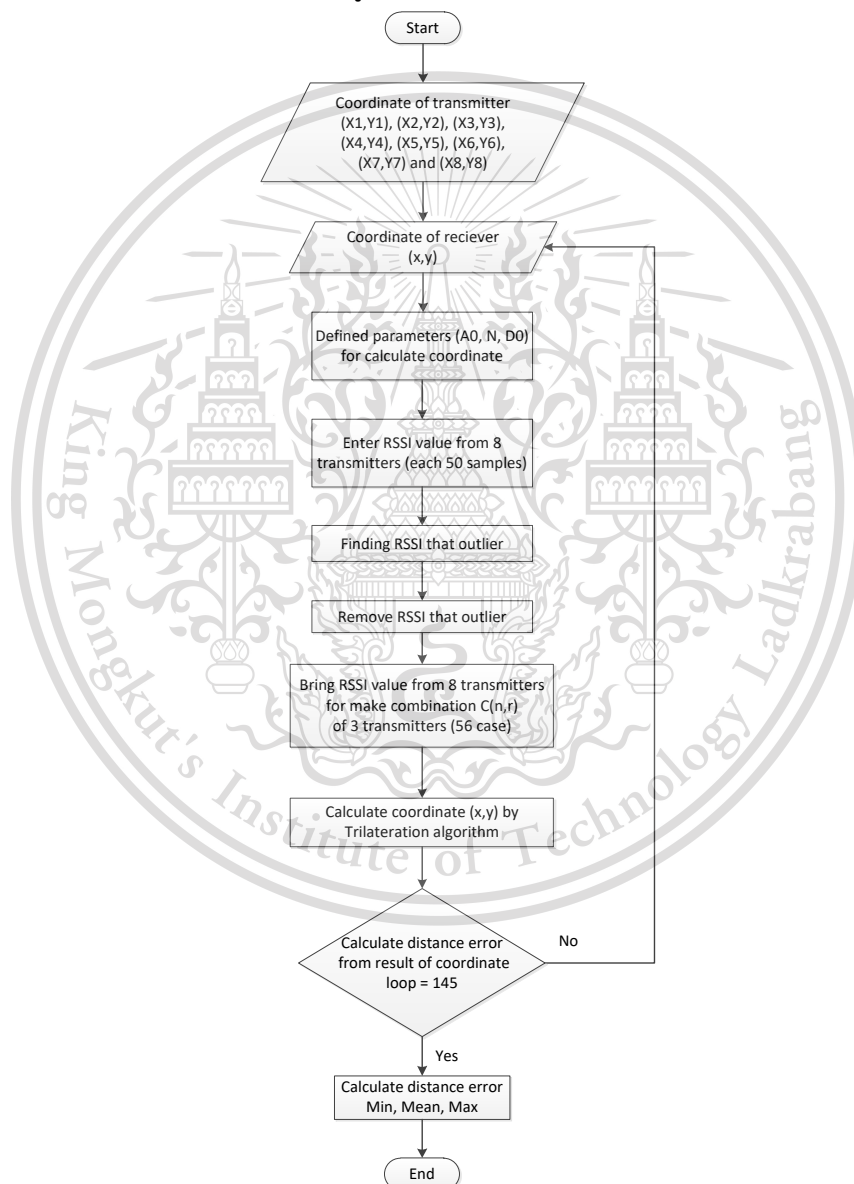 Start
Coordinate of transmitter
(X1,Y1), (X2,Y2), (X3,Y3),
(X4,Y4), (X5,Y5), (X6,Y6),
(X7,Y7) and (X8,Y8)
Coordinate of reciever
(x,y)
Defined parameters (A0, N, D0)
for calculate coordinate
Enter RSSI value from 8
transmitters (each 50 samples)
Finding RSSI that outlier
Remove RSSI that outlier
Bring RSSI value from 8 transmitters
for make combination C(n,r)
of 3 transmitters (56 case)
Calculate coordinate (x,y) by
Trilateration algorithm
Calculate distance error
from result of coordinate
loop = 145
No
Yes
Calculate distance error
Min, Mean, Max
End
King Mongkut's Institute of Technology Ladkrabang